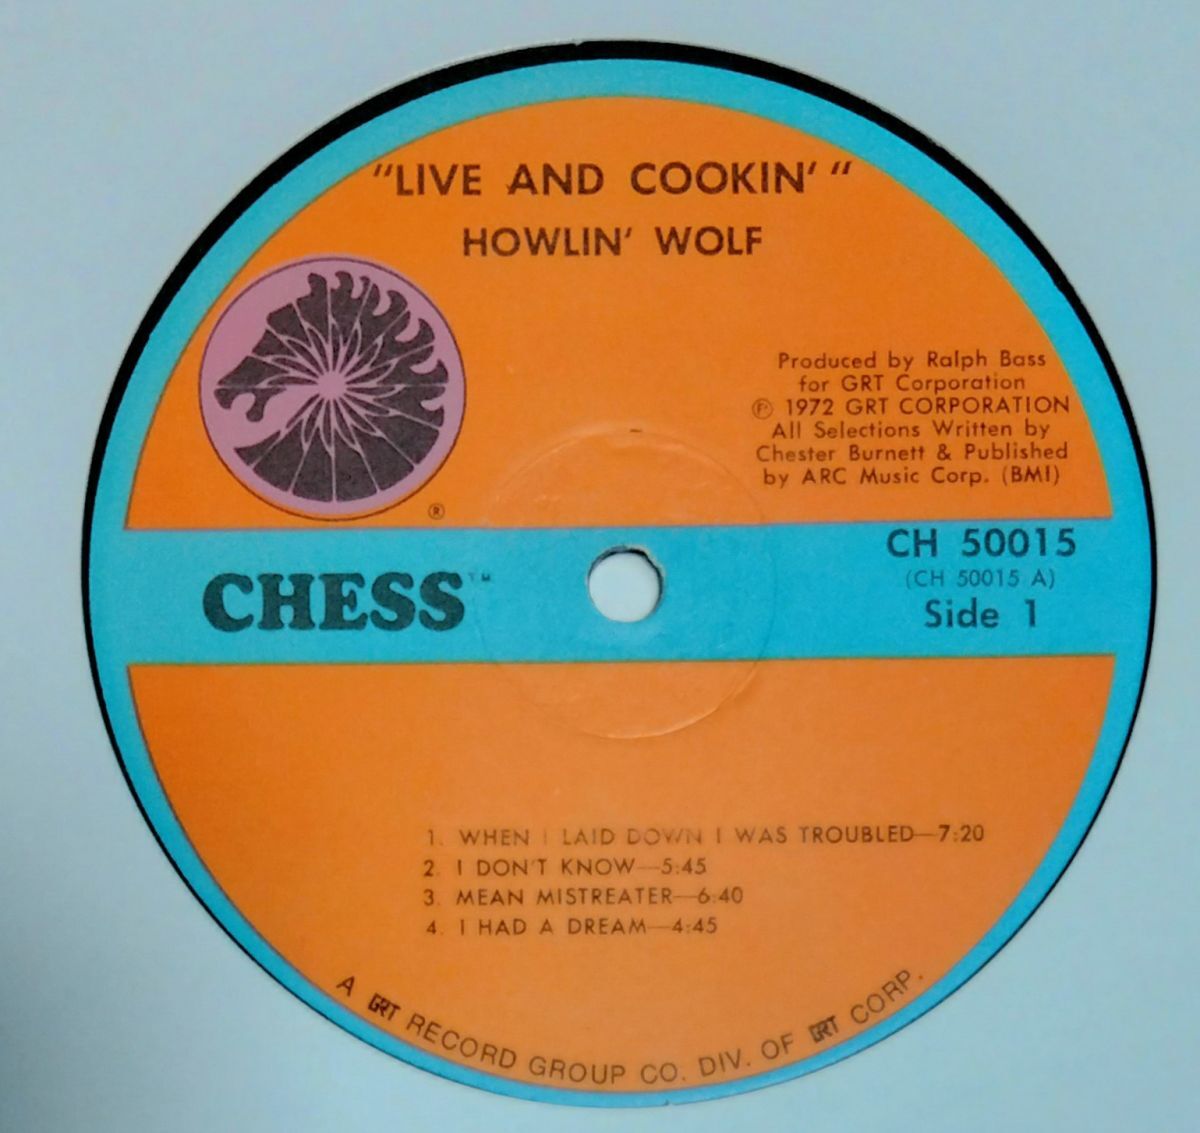 "LIVE AND COOKIN'"
HOWLIN' WOLF
Produced by Ralph Bass
for GRT Corporation
℗ 1972 GRT CORPORATION
All Selections Written by
Chester Burnett & Published
by ARC Music Corp. (BMI)
®
CHESS™
CH 50015
(CH 50015 A)
Side 1
1. WHEN I LAID DOWN I WAS TROUBLED—7:20
2. I DON'T KNOW—5:45
3. MEAN MISTREATER—6:40
4. I HAD A DREAM—4:45
A GRT RECORD GROUP CO. DIV. OF GRT CORP.